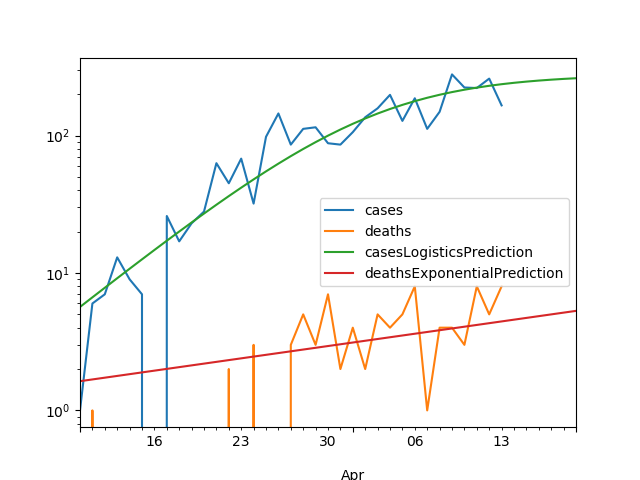 10²
10¹
10⁰
cases
deaths
casesLogisticsPrediction
deathsExponentialPrediction
16 23 30 06 13
Apr